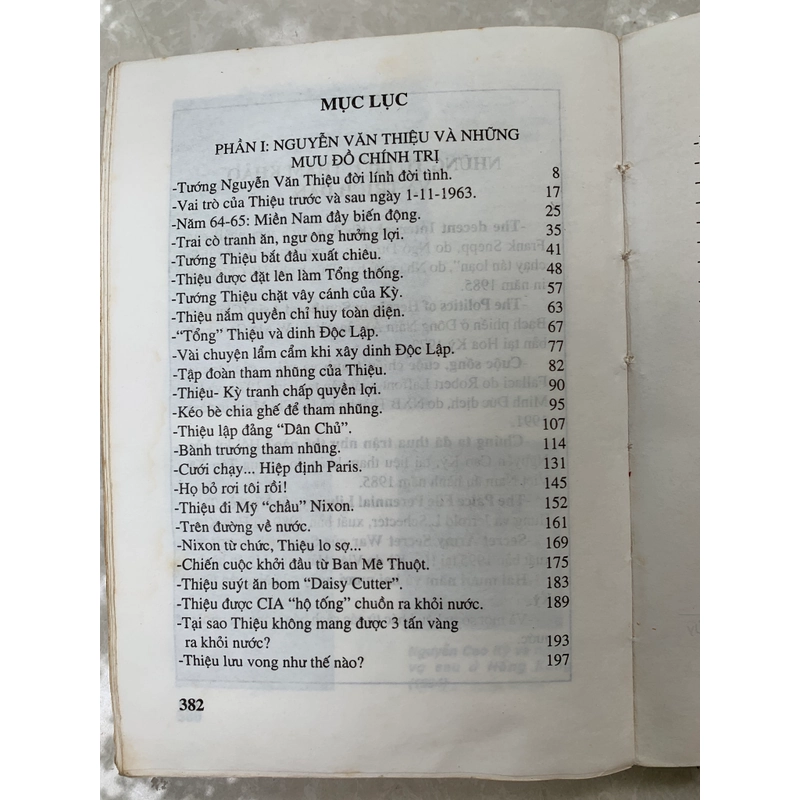 MỤC LỤC
PHẦN I: NGUYỄN VĂN THIỆU VÀ NHỮNG
MƯU ĐỒ CHÍNH TRỊ
-Tướng Nguyễn Văn Thiệu đời lính đời tình. 8
-Vai trò của Thiệu trước và sau ngày 1-11-1963. 17
-Năm 64-65: Miền Nam đầy biến động. 25
-Trai cò tranh ăn, ngư ông hưởng lợi. 35
-Tướng Thiệu bắt đầu xuất chiêu. 41
-Thiệu được đặt lên làm Tổng thống. 48
-Tướng Thiệu chặt vây cánh của Kỳ. 57
-Thiệu nắm quyền chỉ huy toàn diện. 63
-“Tổng” Thiệu và dinh Độc Lập. 67
-Vài chuyện lẩm cẩm khi xây dinh Độc Lập. 77
-Tập đoàn tham nhũng của Thiệu. 82
-Thiệu- Kỳ tranh chấp quyền lợi. 90
-Kéo bè chia ghế để tham nhũng. 95
-Thiệu lập đảng “Dân Chủ”. 107
-Bành trướng tham nhũng. 114
-Cưới chạy... Hiệp định Paris. 131
-Họ bỏ rơi tôi rồi! 145
-Thiệu đi Mỹ “chầu” Nixon. 152
-Trên đường về nước. 161
-Nixon từ chức, Thiệu lo sợ... 169
-Chiến cuộc khởi đầu từ Ban Mê Thuột. 175
-Thiệu suýt ăn bom “Daisy Cutter”. 183
-Thiệu được CIA “hộ tống” chuồn ra khỏi nước. 189
-Tại sao Thiệu không mang được 3 tấn vàng
ra khỏi nước? 193
-Thiệu lưu vong như thế nào? 197
382